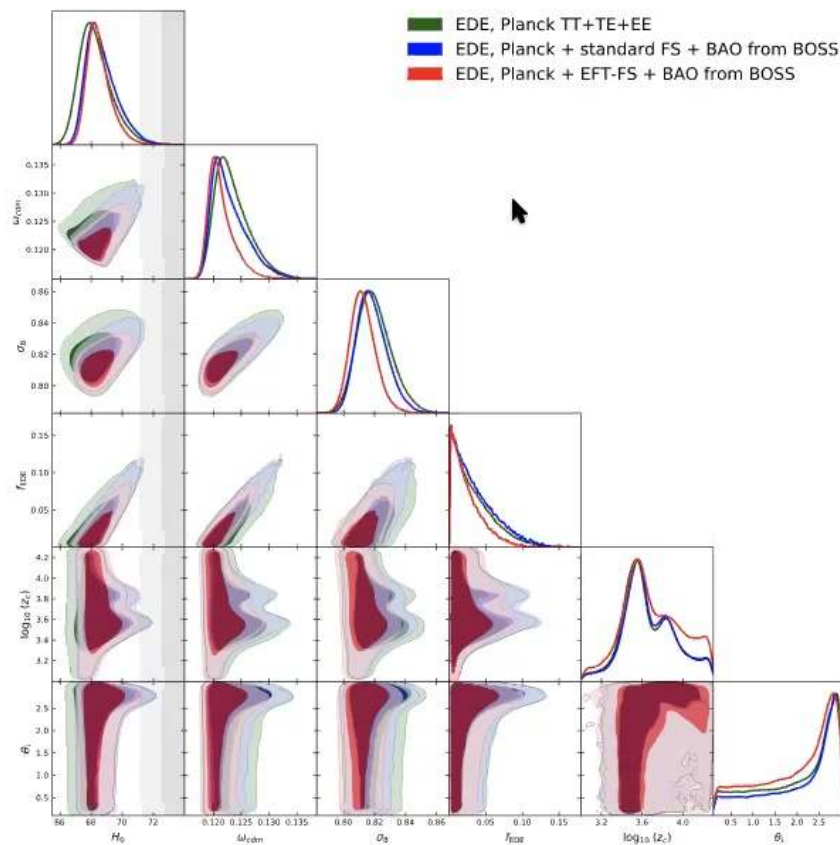 EDE, Planck TT+TE+EE
EDE, Planck + standard FS + BAO from BOSS
EDE, Planck + EFT-FS + BAO from BOSS
0.135
0.130
0.125
0.120
ω_cdm
0.86
0.84
0.82
0.80
σ₈
0.15
0.10
0.05
f_EDE
4.2
4.0
3.8
3.6
3.4
3.2
log₁₀(z_c)
2.5
2.0
1.5
1.0
0.5
θ_i
66 68 70 72
0.120 0.125 0.130 0.135
0.80 0.82 0.84 0.86
0.05 0.10 0.15
3.2 3.6 4.0
0.5 1.0 1.5 2.0 2.5
H₀ ω_cdm σ₈ f_EDE log₁₀(z_c) θ_i